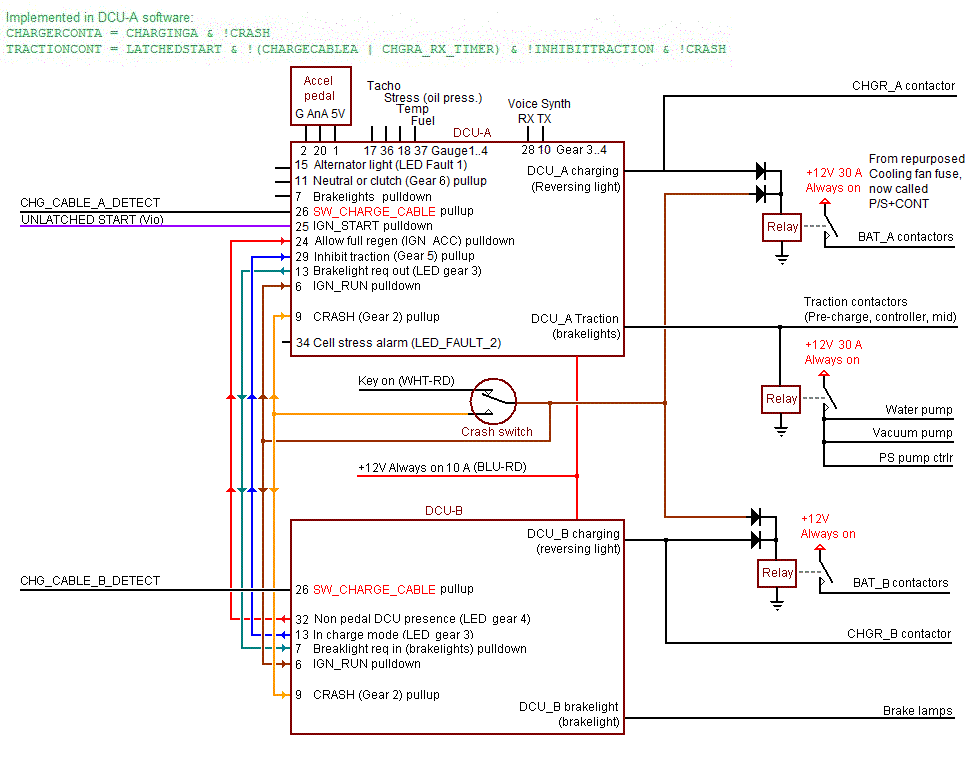 Implemented in DCU-A software:
CHARGERCONTA = CHARGINGA & !CRASH
TRACTIONCONT = LATCHEDSTART & !(CHARGECABLEA | CHGRA_RX_TIMER) & !INHIBITTRACTION & !CRASH
Accel
pedal
G AnA 5V
Tacho
Stress (oil press.)
Temp
Fuel
Voice Synth
RX TX
DCU-A
CHGR_A contactor
2 20 1 17 36 18 37 Gauge1..4 28 10 Gear 3..4
15 Alternator light (LED Fault 1)
11 Neutral or clutch (Gear 6) pullup
7 Brakelights pulldown
CHG_CABLE_A_DETECT
26 SW_CHARGE_CABLE pullup
UNLATCHED START (Vio)
25 IGN_START pulldown
24 Allow full regen (IGN ACC) pulldown
29 Inhibit traction (Gear 5) pullup
13 Brakelight req out (LED gear 3)
6 IGN_RUN pulldown
9 CRASH (Gear 2) pullup
34 Cell stress alarm (LED_FAULT_2)
DCU_A charging
(Reversing light)
DCU_A Traction
(brakelights)
+12V 30 A
Always on
From repurposed
Cooling fan fuse,
now called
P/S+CONT
Relay
BAT_A contactors
Traction contactors
(Pre-charge, controller, mid)
+12V 30 A
Always on
Relay
Water pump
Vacuum pump
PS pump ctrlr
Key on (WHT-RD)
Crash switch
+12V Always on 10 A (BLU-RD)
DCU-B
DCU_B charging
(reversing light)
+12V
Always on
Relay
BAT_B contactors
CHGR_B contactor
CHG_CABLE_B_DETECT
26 SW_CHARGE_CABLE pullup
32 Non pedal DCU presence (LED gear 4)
13 In charge mode (LED gear 3)
7 Breaklight req in (brakelights) pulldown
6 IGN_RUN pulldown
9 CRASH (Gear 2) pullup
DCU_B brakelight
(brakelight)
Brake lamps